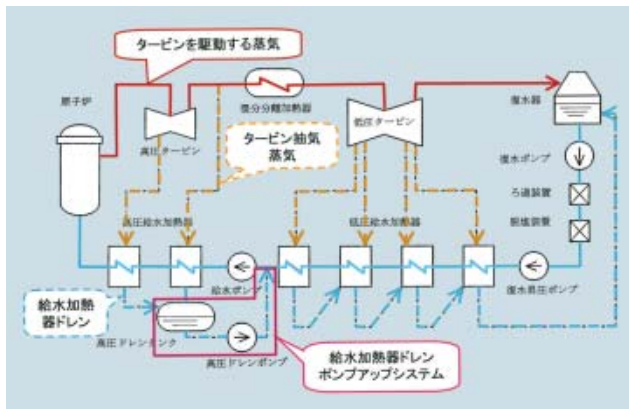 タービンを駆動する蒸気
原子炉
湿分分離加熱器
復水器
高圧タービン
低圧タービン
タービン抽気
蒸気
復水ポンプ
ろ過装置
脱塩装置
高圧給水加熱器
低圧給水加熱器
給水ポンプ
復水昇圧ポンプ
給水加熱
器ドレン
高圧ドレンタンク
高圧ドレンポンプ
給水加熱器ドレン
ポンプアップシステム